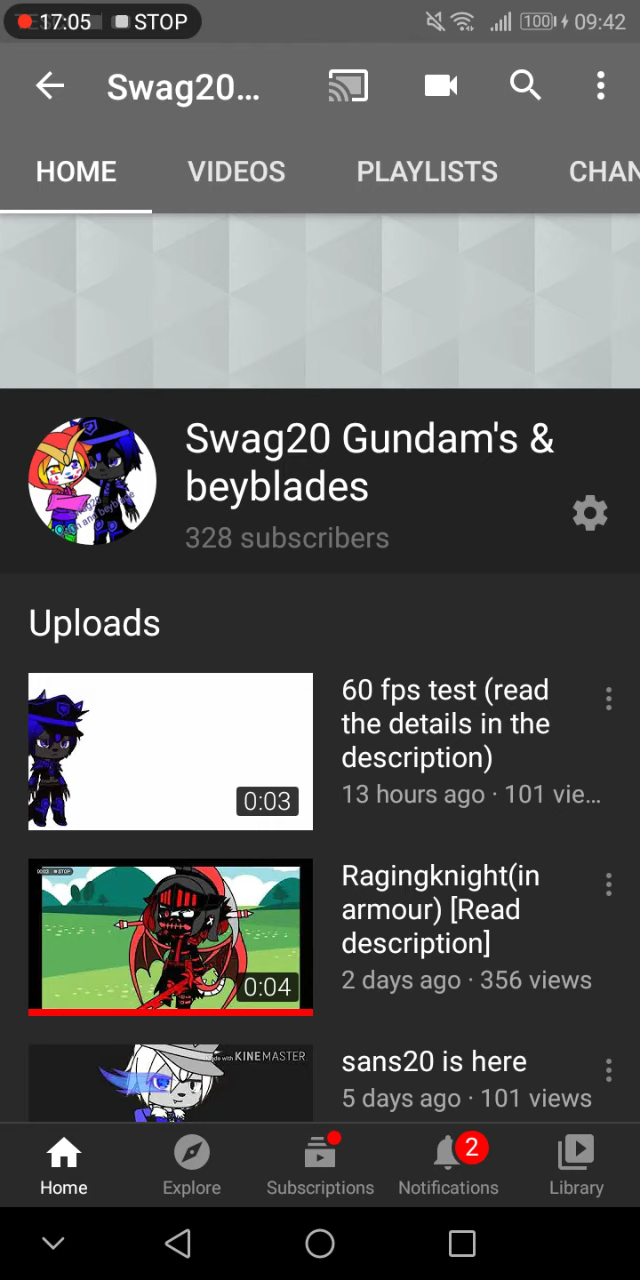 17:05 STOP 100 09:42
Swag20...
HOME VIDEOS PLAYLISTS CHAN
Swag20 Gundam's &
beyblades
328 subscribers
Uploads
60 fps test (read
the details in the
description)
13 hours ago · 101 vie...
0:03
Ragingknight(in
armour) [Read
description]
2 days ago · 356 views
STOP
0:04
sans20 is here
5 days ago · 101 views
with KINEMASTER
2
Home Explore Subscriptions Notifications Library